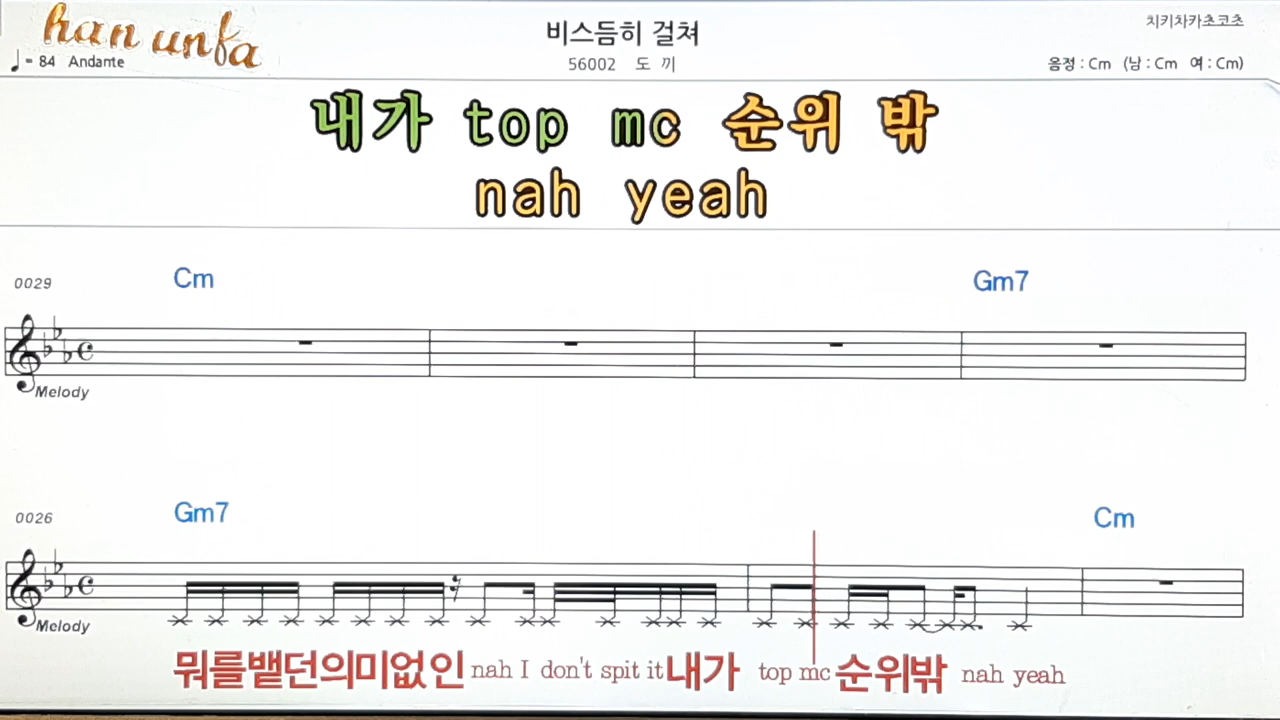 han unfa
비스듬히 걸쳐
치키차카초코초
♩= 84 Andante
56002 도 끼
음정 : Cm (남 : Cm 여 : Cm)
내가 top mc 순위 밖
nah yeah
0029
Cm
Gm7
Melody
Gm7
0026
Cm
Melody
뭐를뱉던의미없인 nah I don't spit it 내가 top mc 순위밖 nah yeah